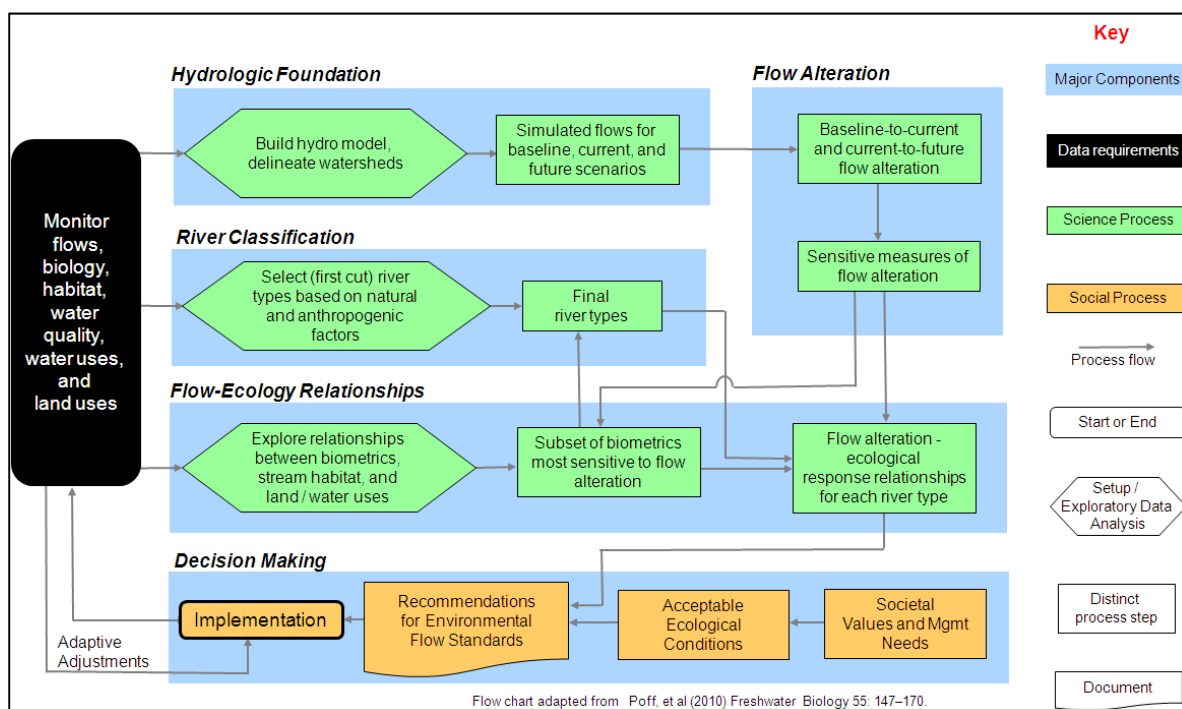 Key
Hydrologic Foundation
Flow Alteration
Major Components
Build hydro model,
delineate watersheds
Simulated flows for
baseline, current, and
future scenarios
Baseline-to-current
and current-to-future
flow alteration
Data requirements
Monitor
flows,
biology,
habitat,
water
quality,
water uses,
and
land uses
Science Process
River Classification
Select (first cut) river
types based on natural
and anthropogenic
factors
Final
river types
Sensitive measures of
flow alteration
Social Process
Process flow
Flow-Ecology Relationships
Explore relationships
between biometrics,
stream habitat, and
land / water uses
Subset of biometrics
most sensitive to flow
alteration
Flow alteration -
ecological
response relationships
for each river type
Start or End
Setup /
Exploratory Data
Analysis
Decision Making
Implementation
Recommendations
for Environmental
Flow Standards
Acceptable
Ecological
Conditions
Societal
Values and Mgmt
Needs
Distinct
process step
Adaptive
Adjustments
Document
Flow chart adapted from Poff, et al (2010) Freshwater Biology 55: 147–170.